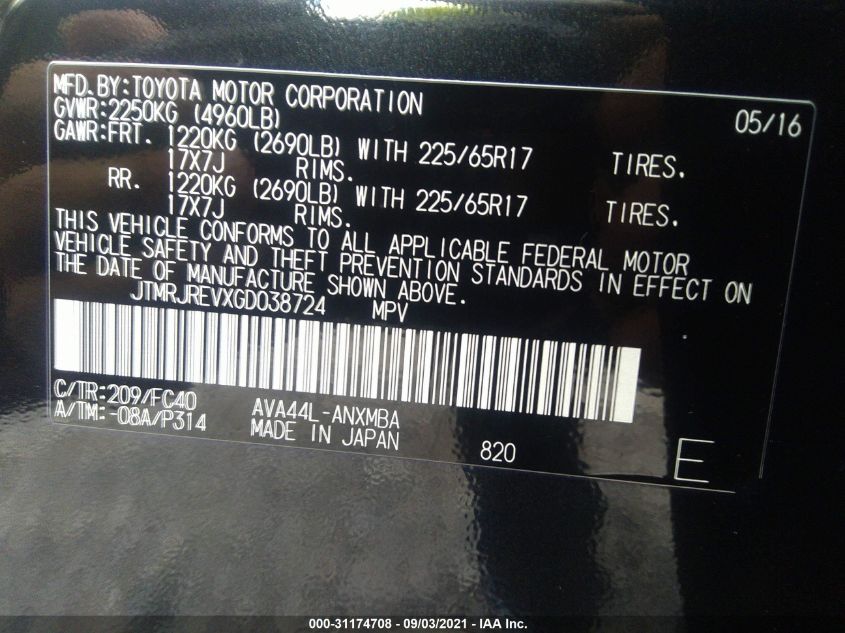 MFD.BY:TOYOTA MOTOR CORPORATION 05/16
GVWR:2250KG (4960LB)
GAWR:FRT. 1220KG (2690LB) WITH 225/65R17 TIRES.
17X7J RIMS.
RR. 1220KG (2690LB) WITH 225/65R17 TIRES.
17X7J RIMS.
THIS VEHICLE CONFORMS TO ALL APPLICABLE FEDERAL MOTOR
VEHICLE SAFETY AND THEFT PREVENTION STANDARDS IN EFFECT ON
THE DATE OF MANUFACTURE SHOWN ABOVE.
JTMRJREVXGD038724 MPV
C/TR:209/FC40 AVA44L-ANXMBA
A/TM:-08A/P314 MADE IN JAPAN 820 E
000-31174708 - 09/03/2021 - IAA Inc.